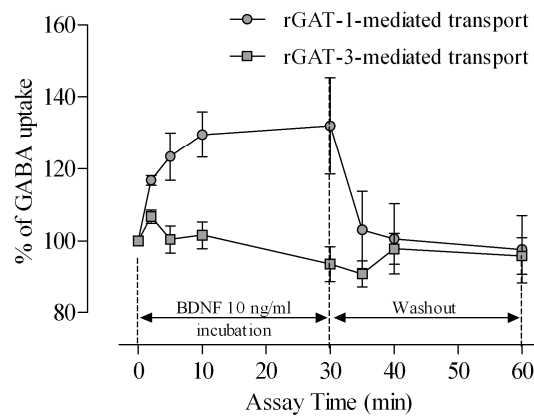 rGAT-1-mediated transport
rGAT-3-mediated transport
% of GABA uptake
160
140
120
100
80
BDNF 10 ng/ml
incubation
Washout
0 10 20 30 40 50 60
Assay Time (min)